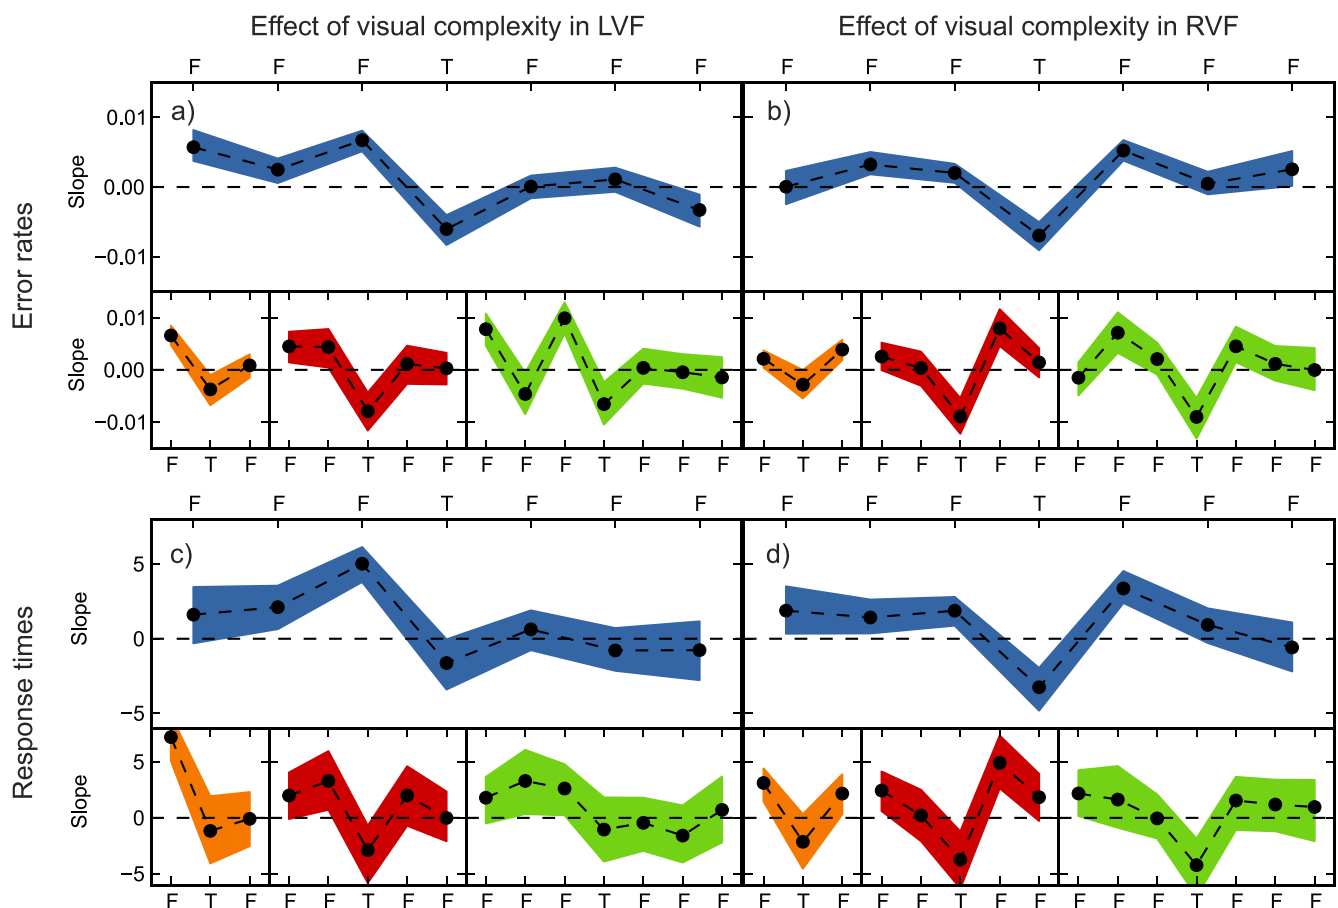 Effect of visual complexity in LVF
Effect of visual complexity in RVF
F F F T F F F
F F F T F F F
a)
b)
Error rates
Slope
0.01
0.00
−0.01
Slope
0.01
0.00
−0.01
F T F F F T F F F F F T F F F
F T F F F T F F F F F T F F F
F F F T F F F
F F F T F F F
c)
d)
Response times
Slope
5
0
−5
Slope
5
0
−5
F T F F F T F F F F F T F F F
F T F F F T F F F F F T F F F